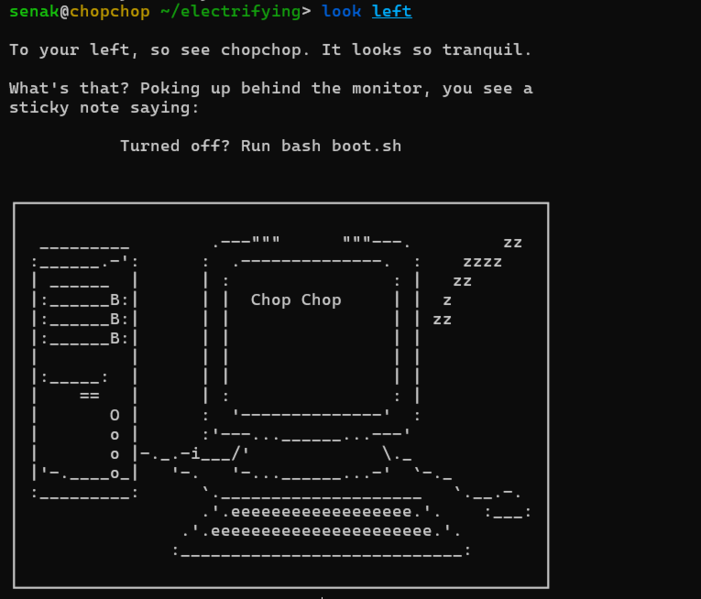 senak@chopchop ~/electrifying> look left
To your left, so see chopchop. It looks so tranquil.
What's that? Poking up behind the monitor, you see a
sticky note saying:
Turned off? Run bash boot.sh
zz
zzzz
zz
Chop Chop z
B
B zz
B
==
O
o
o
o
i
eeeeeeeeeeeeeeeeee
eeeeeeeeeeeeeeeeeeeeee